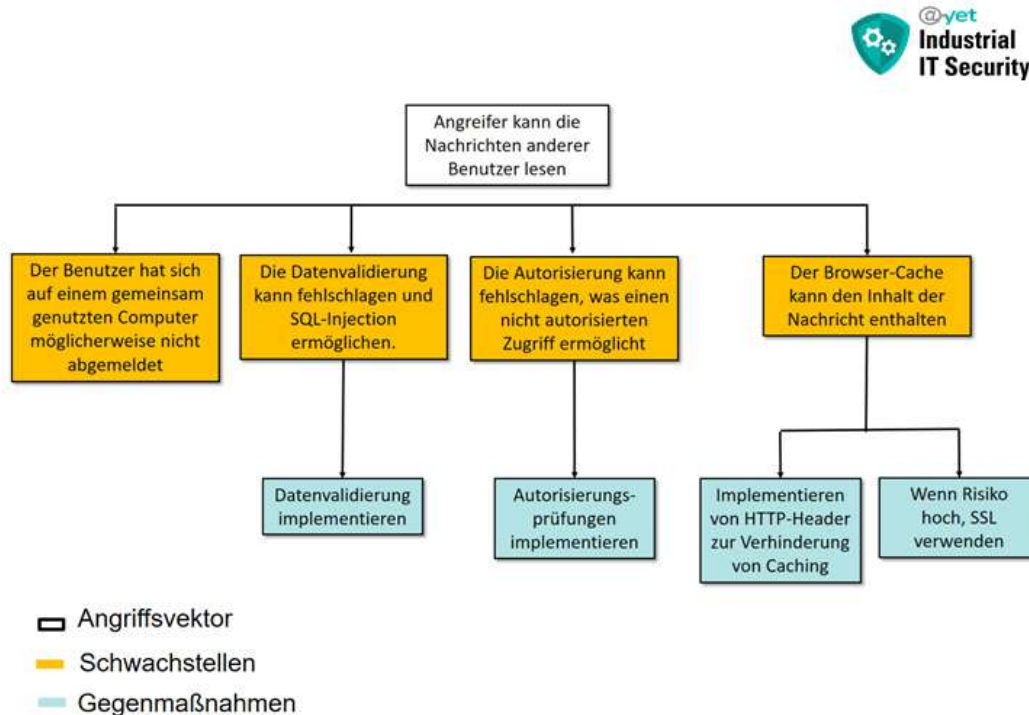 @-yet
Industrial
IT Security
Angreifer kann die
Nachrichten anderer
Benutzer lesen
Der Benutzer hat sich
auf einem gemeinsam
genutzten Computer
möglicherweise nicht
abgemeldet
Die Datenvalidierung
kann fehlschlagen und
SQL-Injection
ermöglichen.
Die Autorisierung kann
fehlschlagen, was einen
nicht autorisierten
Zugriff ermöglicht
Der Browser-Cache
kann den Inhalt der
Nachricht enthalten
Datenvalidierung
implementieren
Autorisierungs-
prüfungen
implementieren
Implementieren
von HTTP-Header
zur Verhinderung
von Caching
Wenn Risiko
hoch, SSL
verwenden
Angriffsvektor
Schwachstellen
Gegenmaßnahmen